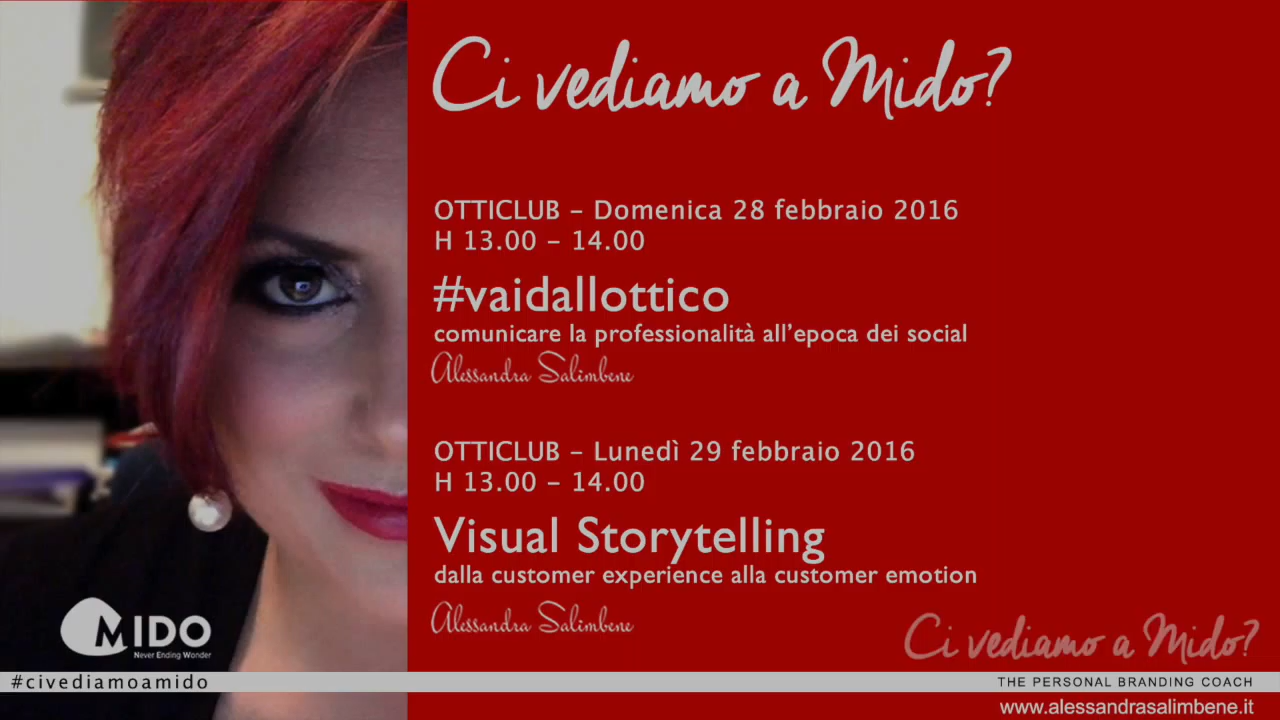 Ci vediamo a Mido?
OTTICLUB – Domenica 28 febbraio 2016
H 13.00 – 14.00
#vaidallottico
comunicare la professionalità all’epoca dei social
Alessandra Salimbene
OTTICLUB – Lunedì 29 febbraio 2016
H 13.00 – 14.00
Visual Storytelling
dalla customer experience alla customer emotion
Alessandra Salimbene
MIDO
Never Ending Wonder
Ci vediamo a Mido?
#civediamoamido
THE PERSONAL BRANDING COACH
www.alessandrasalimbene.it